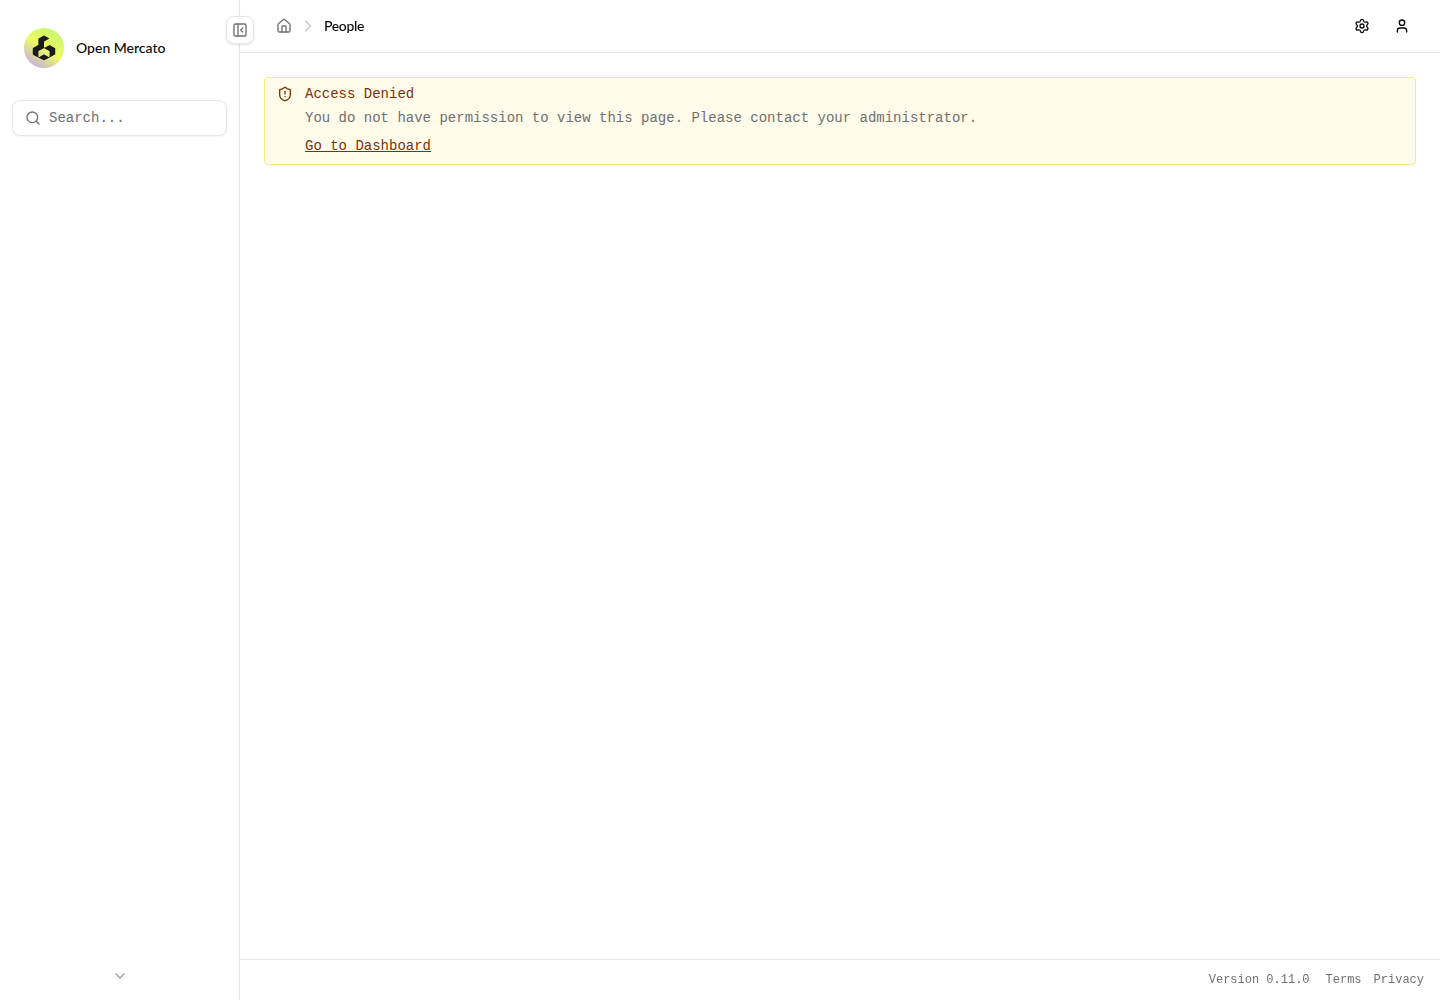 Open Mercato
Search...
People
Access Denied
You do not have permission to view this page. Please contact your administrator.
Go to Dashboard
Version 0.11.0 Terms Privacy